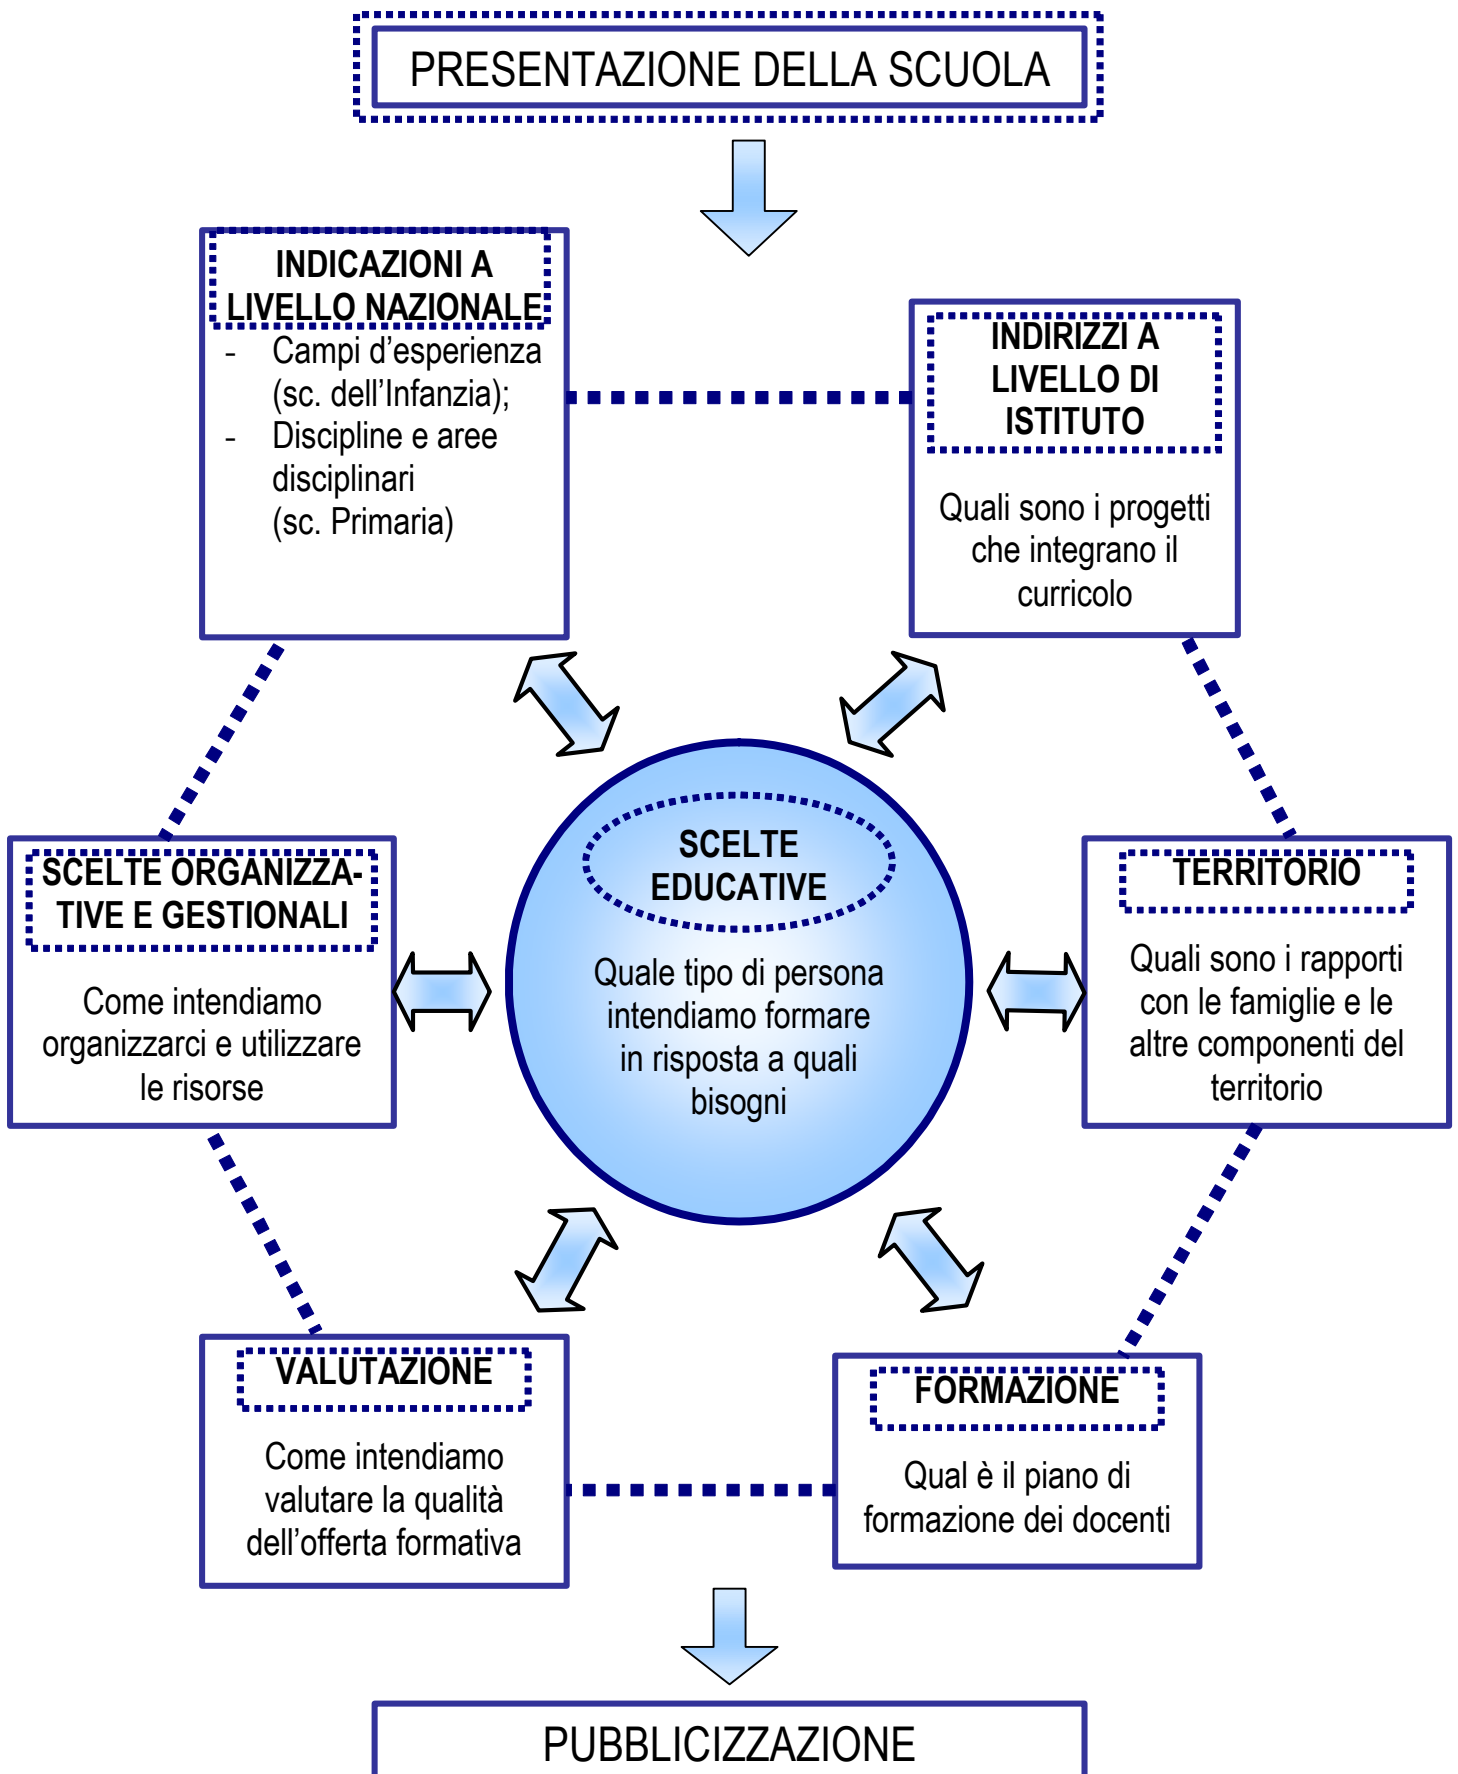 PRESENTAZIONE DELLA SCUOLA
INDICAZIONI A
LIVELLO NAZIONALE
- Campi d’esperienza
(sc. dell’Infanzia);
- Discipline e aree
disciplinari
(sc. Primaria)
INDIRIZZI A
LIVELLO DI
ISTITUTO
Quali sono i progetti
che integrano il
curricolo
SCELTE ORGANIZZA-
TIVE E GESTIONALI
Come intendiamo
organizzarci e utilizzare
le risorse
SCELTE
EDUCATIVE
Quale tipo di persona
intendiamo formare
in risposta a quali
bisogni
TERRITORIO
Quali sono i rapporti
con le famiglie e le
altre componenti del
territorio
VALUTAZIONE
Come intendiamo
valutare la qualità
dell’offerta formativa
FORMAZIONE
Qual è il piano di
formazione dei docenti
PUBBLICIZZAZIONE